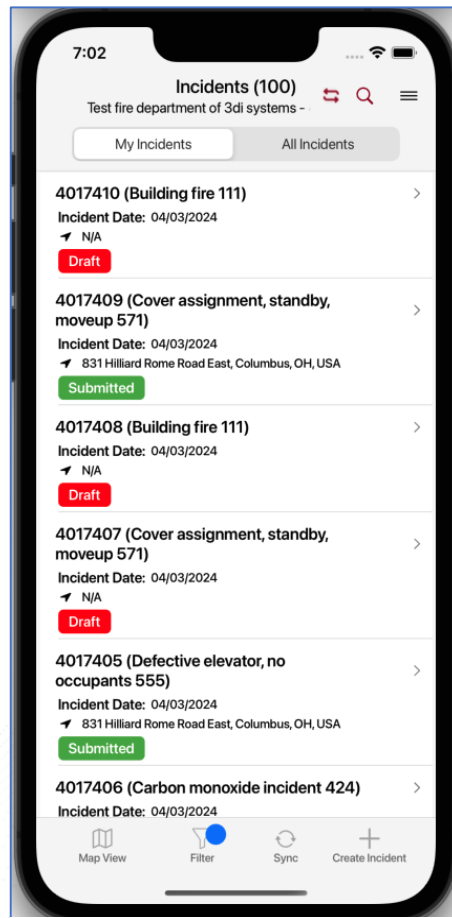 7:02
Incidents (100)
Test fire department of 3di systems -
My Incidents
All Incidents
4017410 (Building fire 111)
Incident Date: 04/03/2024
N/A
Draft
4017409 (Cover assignment, standby,
moveup 571)
Incident Date: 04/03/2024
831 Hilliard Rome Road East, Columbus, OH, USA
Submitted
4017408 (Building fire 111)
Incident Date: 04/03/2024
N/A
Draft
4017407 (Cover assignment, standby,
moveup 571)
Incident Date: 04/03/2024
N/A
Draft
4017405 (Defective elevator, no
occupants 555)
Incident Date: 04/03/2024
831 Hilliard Rome Road East, Columbus, OH, USA
Submitted
4017406 (Carbon monoxide incident 424)
Incident Date: 04/03/2024
Map View
Filter
Sync
Create Incident